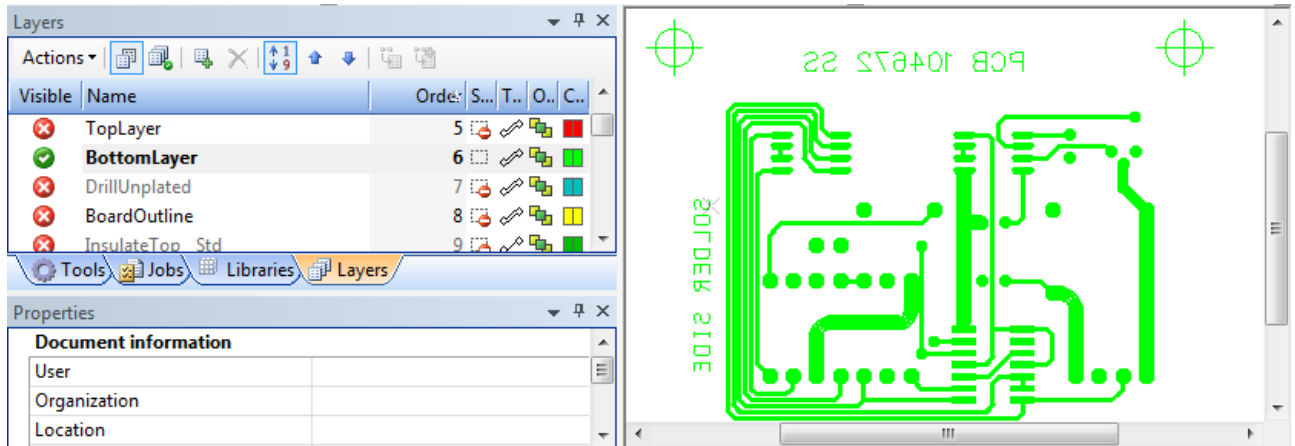 Layers
Actions
Visible Name Order S... T.. O.. C..
TopLayer 5
BottomLayer 6
DrillUnplated 7
BoardOutline 8
InsulateTop_Std 9
Tools Jobs Libraries Layers
Properties
Document information
User
Organization
Location
PCB 104672 SS
SOLDER SIDE